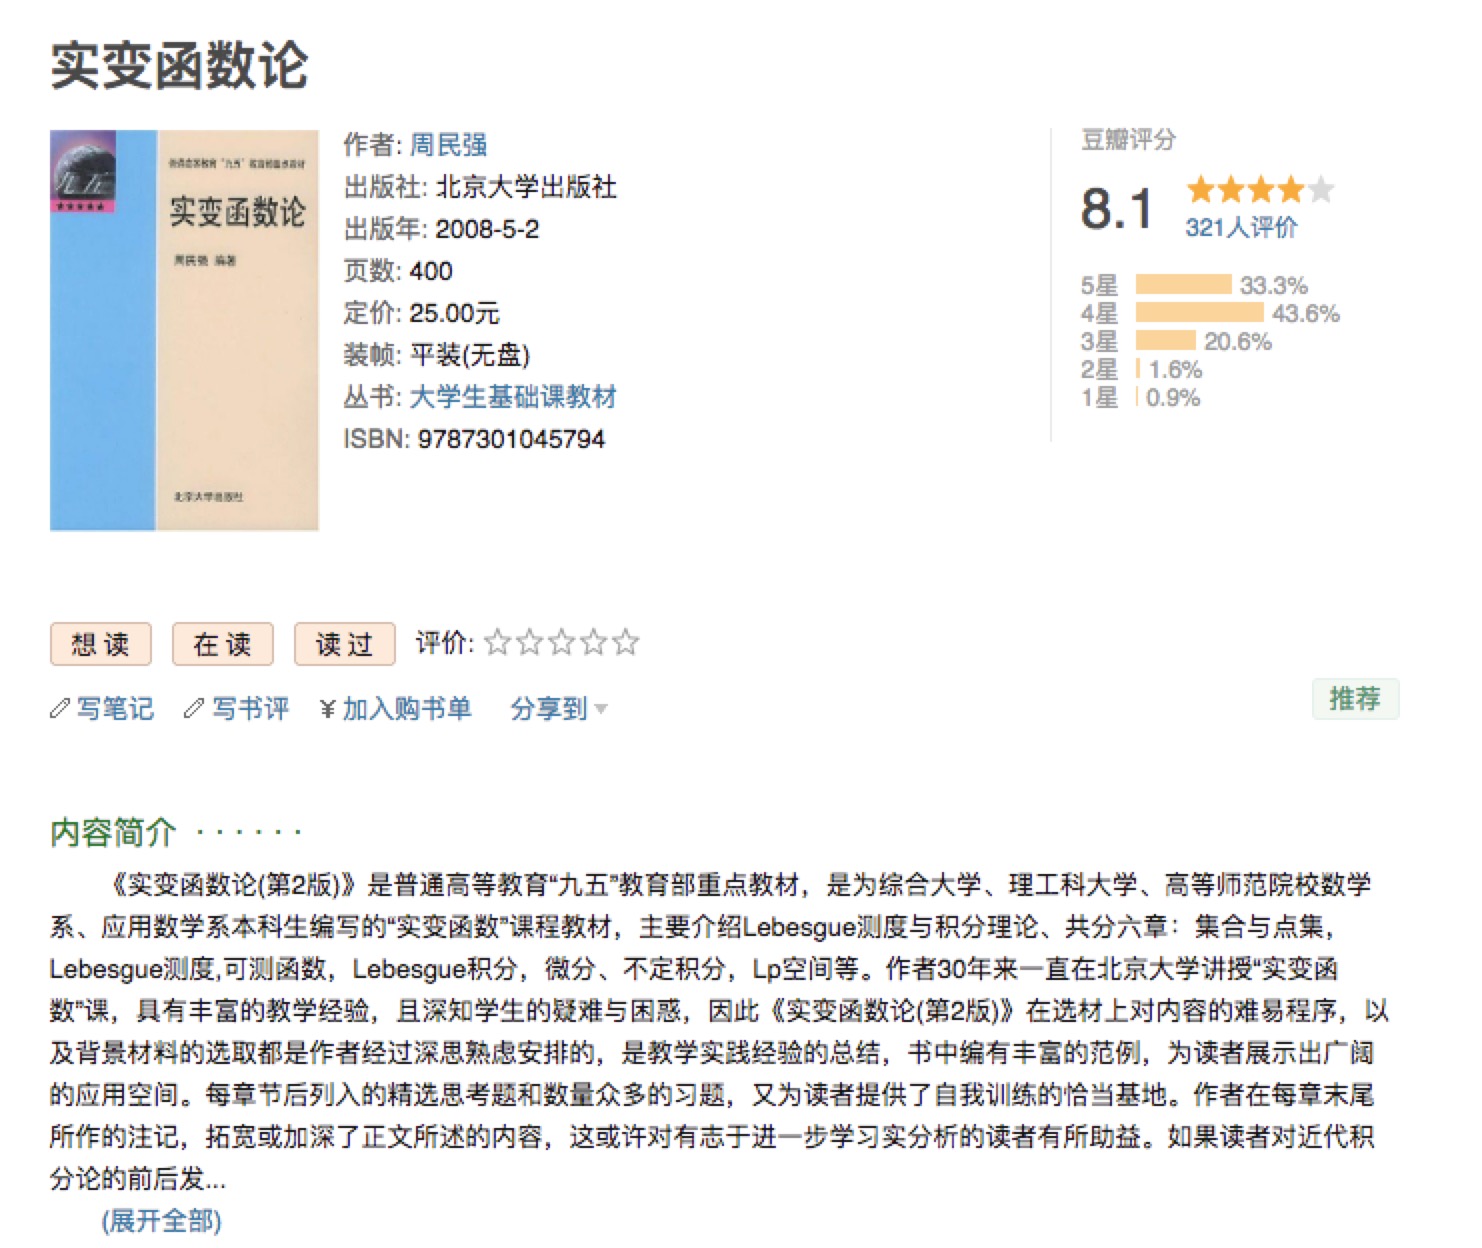 实变函数论
普通高等教育“九五”教育部重点教材
实变函数论
周民强 编著
北京大学出版社
作者: 周民强
出版社: 北京大学出版社
出版年: 2008-5-2
页数: 400
定价: 25.00元
装帧: 平装(无盘)
丛书: 大学生基础课教材
ISBN: 9787301045794
豆瓣评分
8.1
321人评价
5星 33.3%
4星 43.6%
3星 20.6%
2星 1.6%
1星 0.9%
想读 在读 读过 评价:
写笔记 写书评 ¥加入购书单 分享到
推荐
内容简介 · · · · · ·
《实变函数论(第2版)》是普通高等教育“九五”教育部重点教材，是为综合大学、理工科大学、高等师范院校数学
系、应用数学系本科生编写的“实变函数”课程教材，主要介绍Lebesgue测度与积分理论、共分六章：集合与点集，
Lebesgue测度,可测函数，Lebesgue积分，微分、不定积分，Lp空间等。作者30年来一直在北京大学讲授“实变函
数”课，具有丰富的教学经验，且深知学生的疑难与困惑，因此《实变函数论(第2版)》在选材上对内容的难易程序，以
及背景材料的选取都是作者经过深思熟虑安排的，是教学实践经验的总结，书中编有丰富的范例，为读者展示出广阔
的应用空间。每章节后列入的精选思考题和数量众多的习题，又为读者提供了自我训练的恰当基地。作者在每章末尾
所作的注记，拓宽或加深了正文所述的内容，这或许对有志于进一步学习实分析的读者有所助益。如果读者对近代积
分论的前后发...
(展开全部)